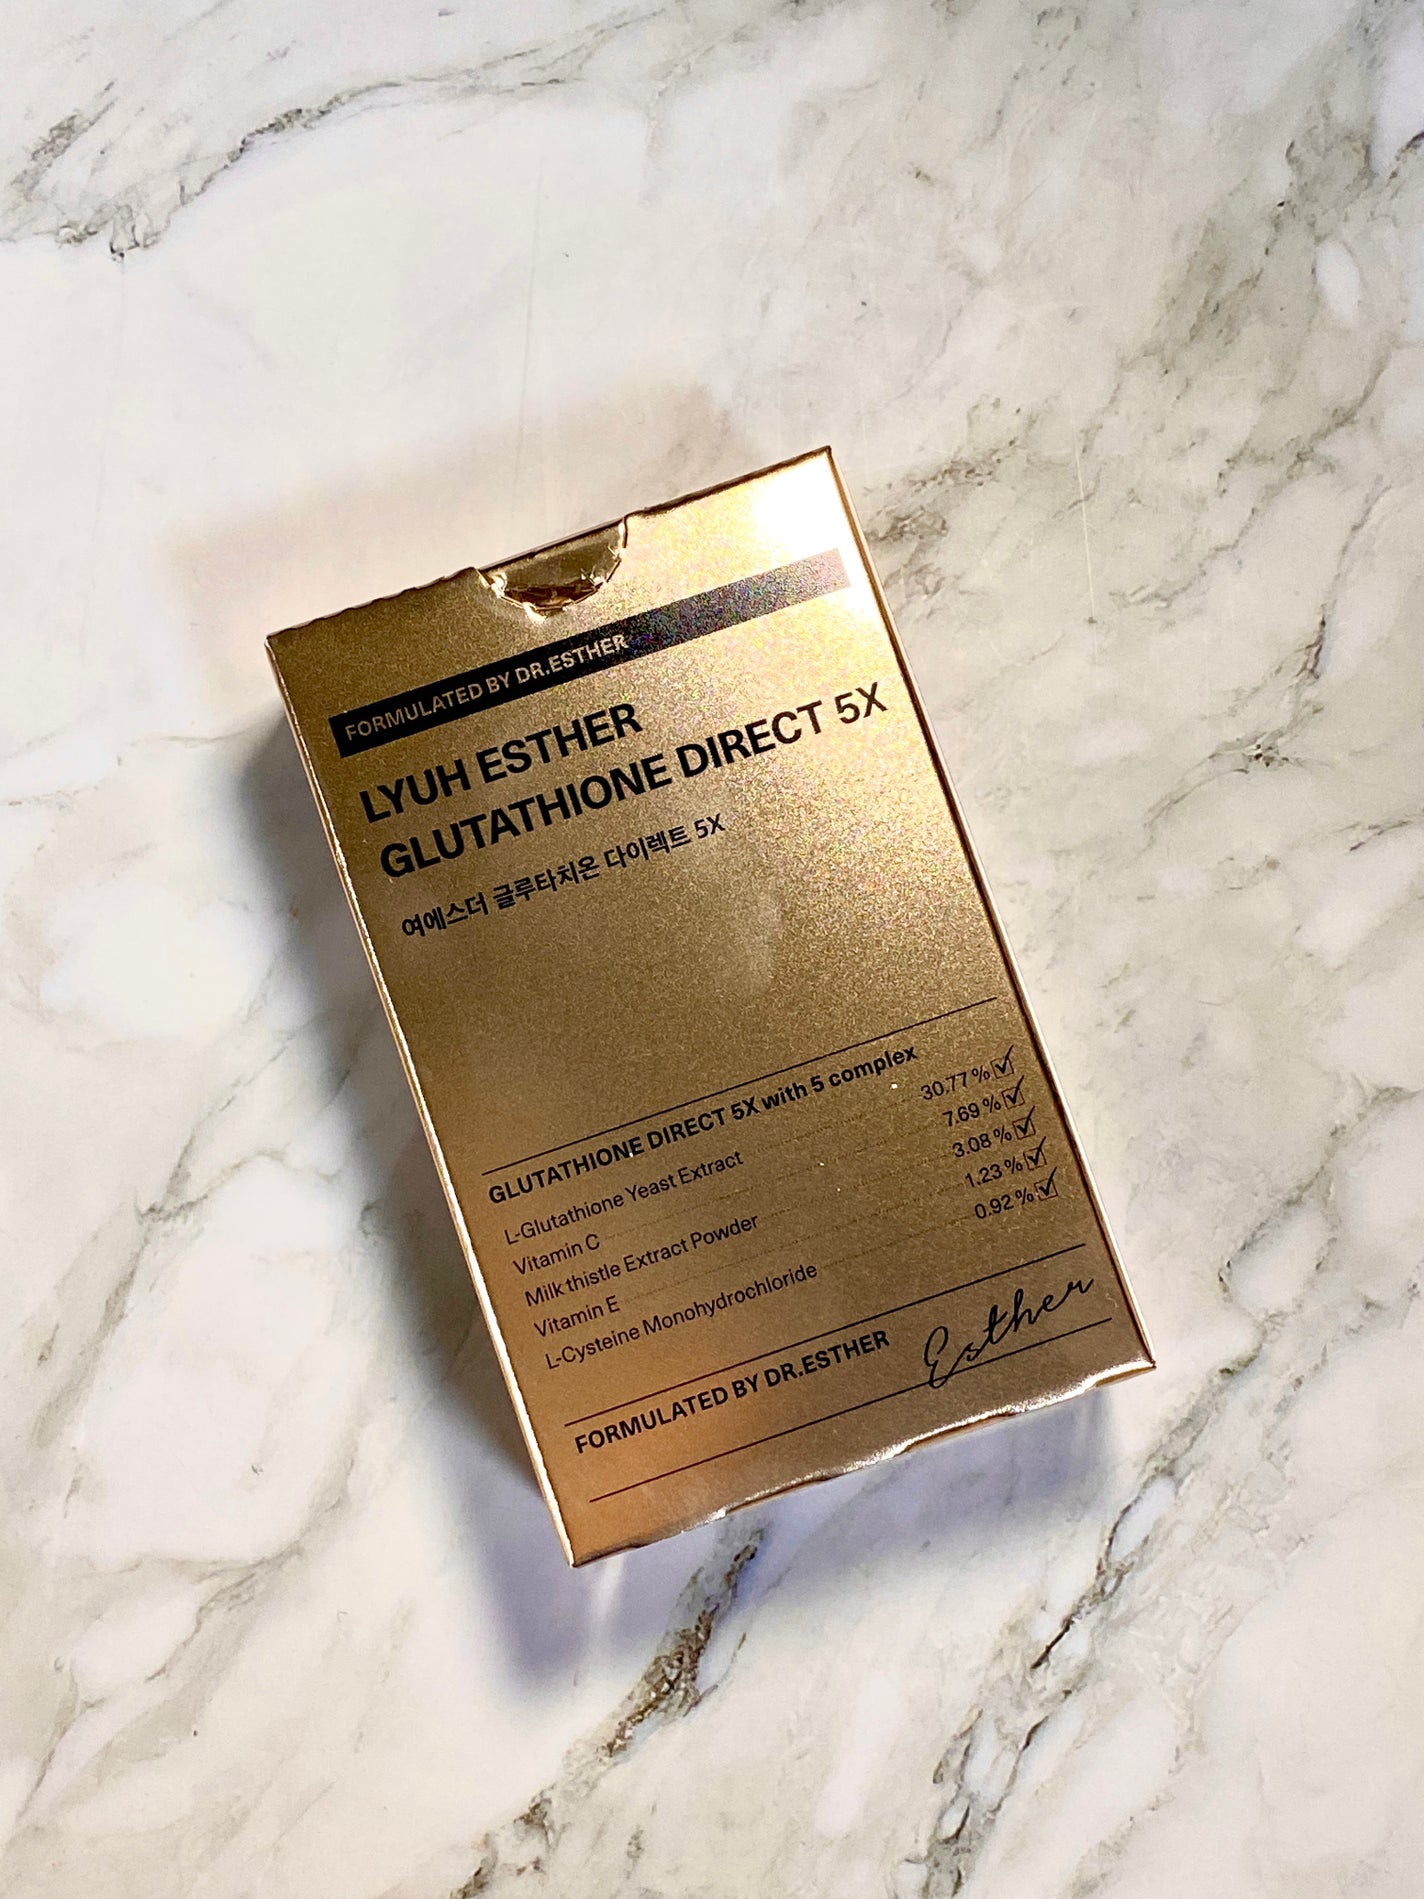 FORMULATED BY DR.ESTHER
LYUH ESTHER
GLUTATHIONE DIRECT 5X
여에스더 글루타치온 다이렉트 5X
GLUTATHIONE DIRECT 5X with 5 complex
L-Glutathione Yeast Extract 30.77 %
Vitamin C 7.69 %
Milk thistle Extract Powder 3.08 %
Vitamin E 1.23 %
L-Cysteine Monohydrochloride 0.92 %
FORMULATED BY DR.ESTHER Esther